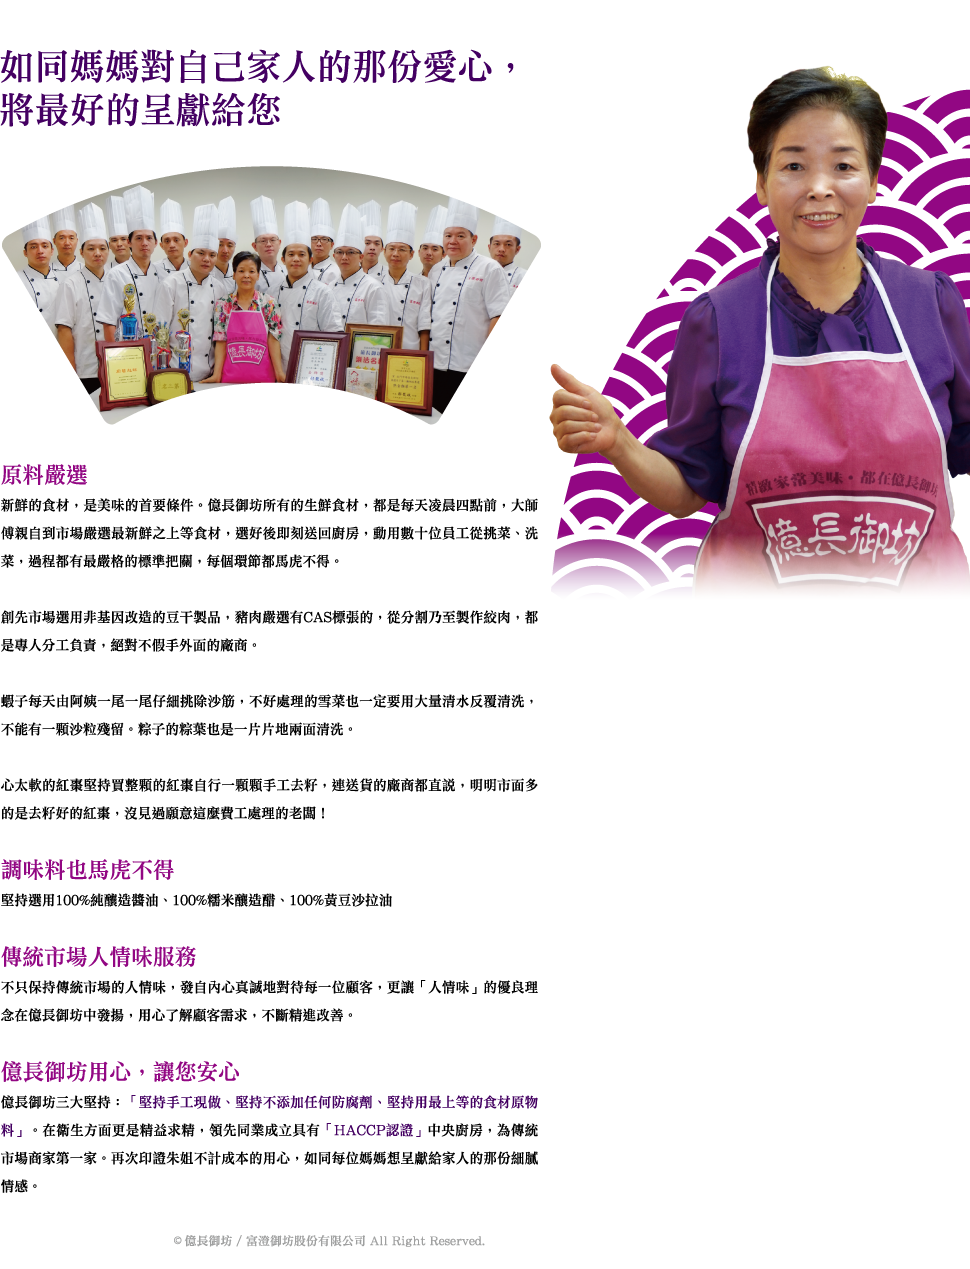 如同媽媽對自己家人的那份愛心，
將最好的呈獻給您
億長御坊
精緻家常美味・都在億長御坊
億長御坊
原料嚴選
新鮮的食材，是美味的首要條件。億長御坊所有的生鮮食材，都是每天凌晨四點前，大師
傅親自到市場嚴選最新鮮之上等食材，選好後即刻送回廚房，動用數十位員工從挑菜、洗
菜，過程都有最嚴格的標準把關，每個環節都馬虎不得。
創先市場選用非基因改造的豆干製品，豬肉嚴選有CAS標張的，從分割乃至製作絞肉，都
是專人分工負責，絕對不假手外面的廠商。
蝦子每天由阿姨一尾一尾仔細挑除沙筋，不好處理的雪菜也一定要用大量清水反覆清洗，
不能有一顆沙粒殘留。粽子的粽葉也是一片片地兩面清洗。
心太軟的紅棗堅持買整顆的紅棗自行一顆顆手工去籽，連送貨的廠商都直說，明明市面多
的是去籽好的紅棗，沒見過願意這麼費工處理的老闆！
調味料也馬虎不得
堅持選用100%純釀造醬油、100%糯米釀造醋、100%黃豆沙拉油
傳統市場人情味服務
不只保持傳統市場的人情味，發自內心真誠地對待每一位顧客，更讓「人情味」的優良理
念在億長御坊中發揚，用心了解顧客需求，不斷精進改善。
億長御坊用心，讓您安心
億長御坊三大堅持：「堅持手工現做、堅持不添加任何防腐劑、堅持用最上等的食材原物
料」。在衛生方面更是精益求精，領先同業成立具有「HACCP認證」中央廚房，為傳統
市場商家第一家。再次印證朱姐不計成本的用心，如同每位媽媽想呈獻給家人的那份細膩
情感。
© 億長御坊 / 富澄御坊股份有限公司 All Right Reserved.